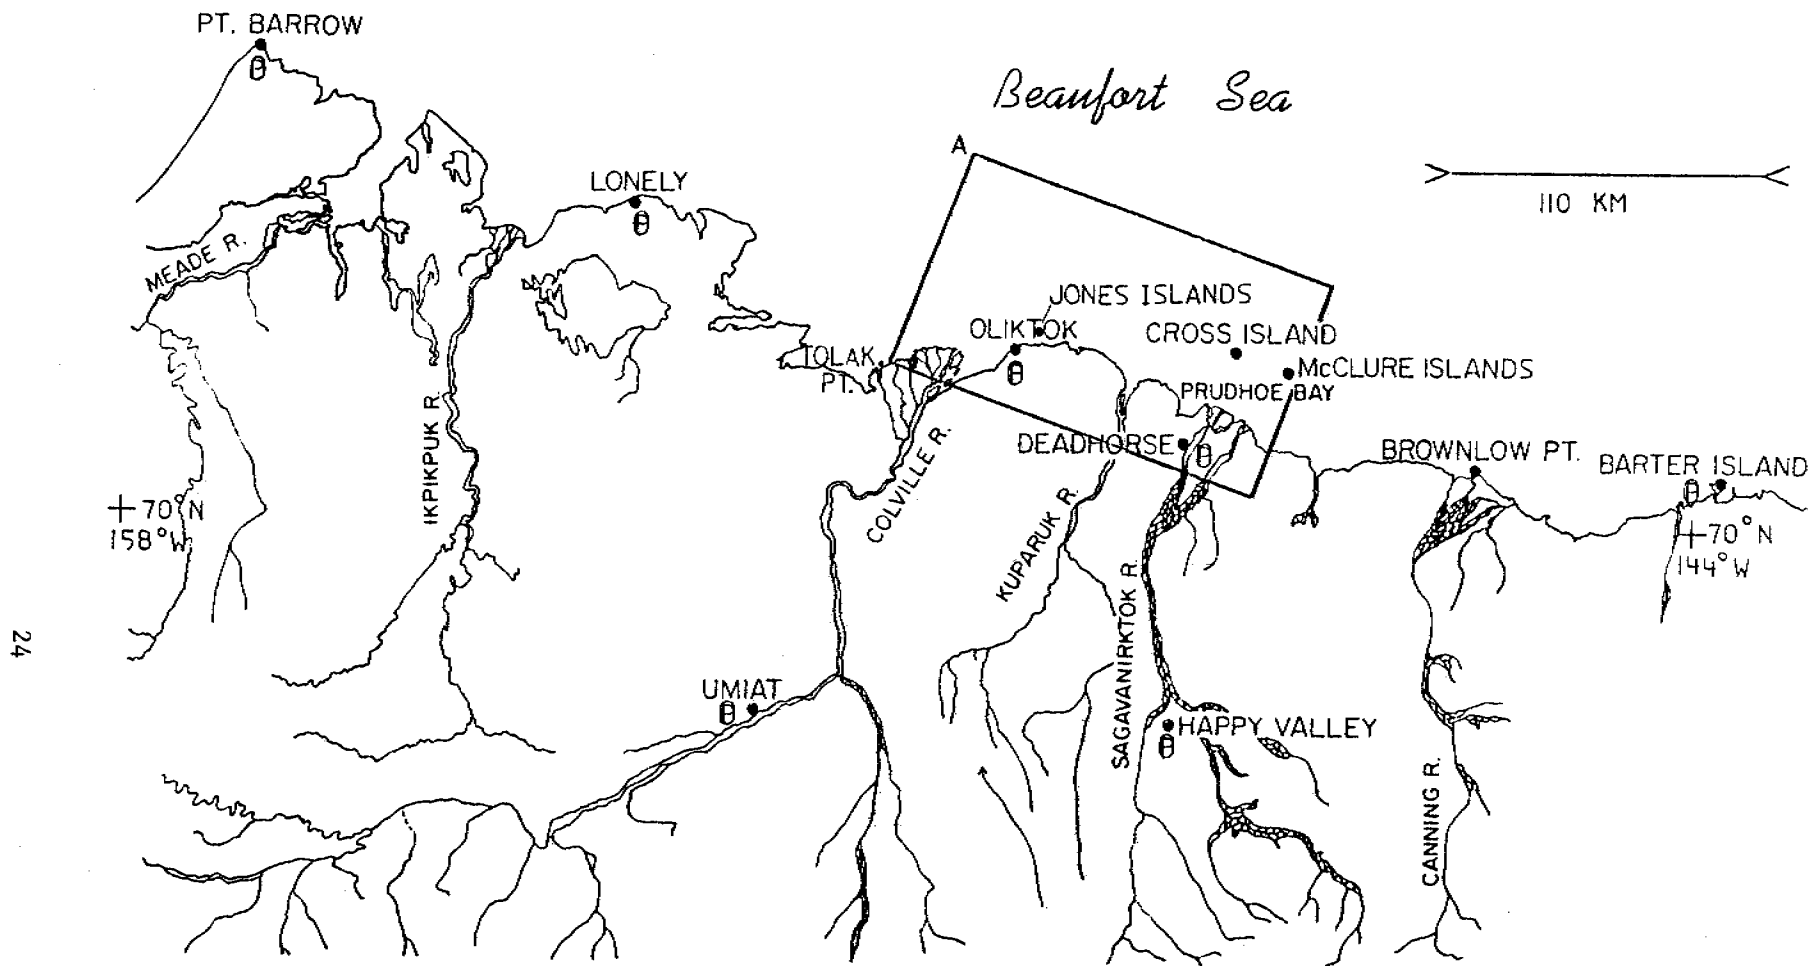 PT. BARROW
Beaufort Sea
A
110 KM
LONELY
MEADE R.
JONES ISLANDS
OLIKTOK
CROSS ISLAND
TOLAK
PT.
McCLURE ISLANDS
PRUDHOE BAY
IKPIKPUK R.
COLVILLE R.
DEADHORSE
BROWNLOW PT.
BARTER ISLAND
+70°N
158°W
+70°N
144°W
KUPARUK R.
SAGAVANIRKTOK R.
24
UMIAT
HAPPY VALLEY
CANNING R.